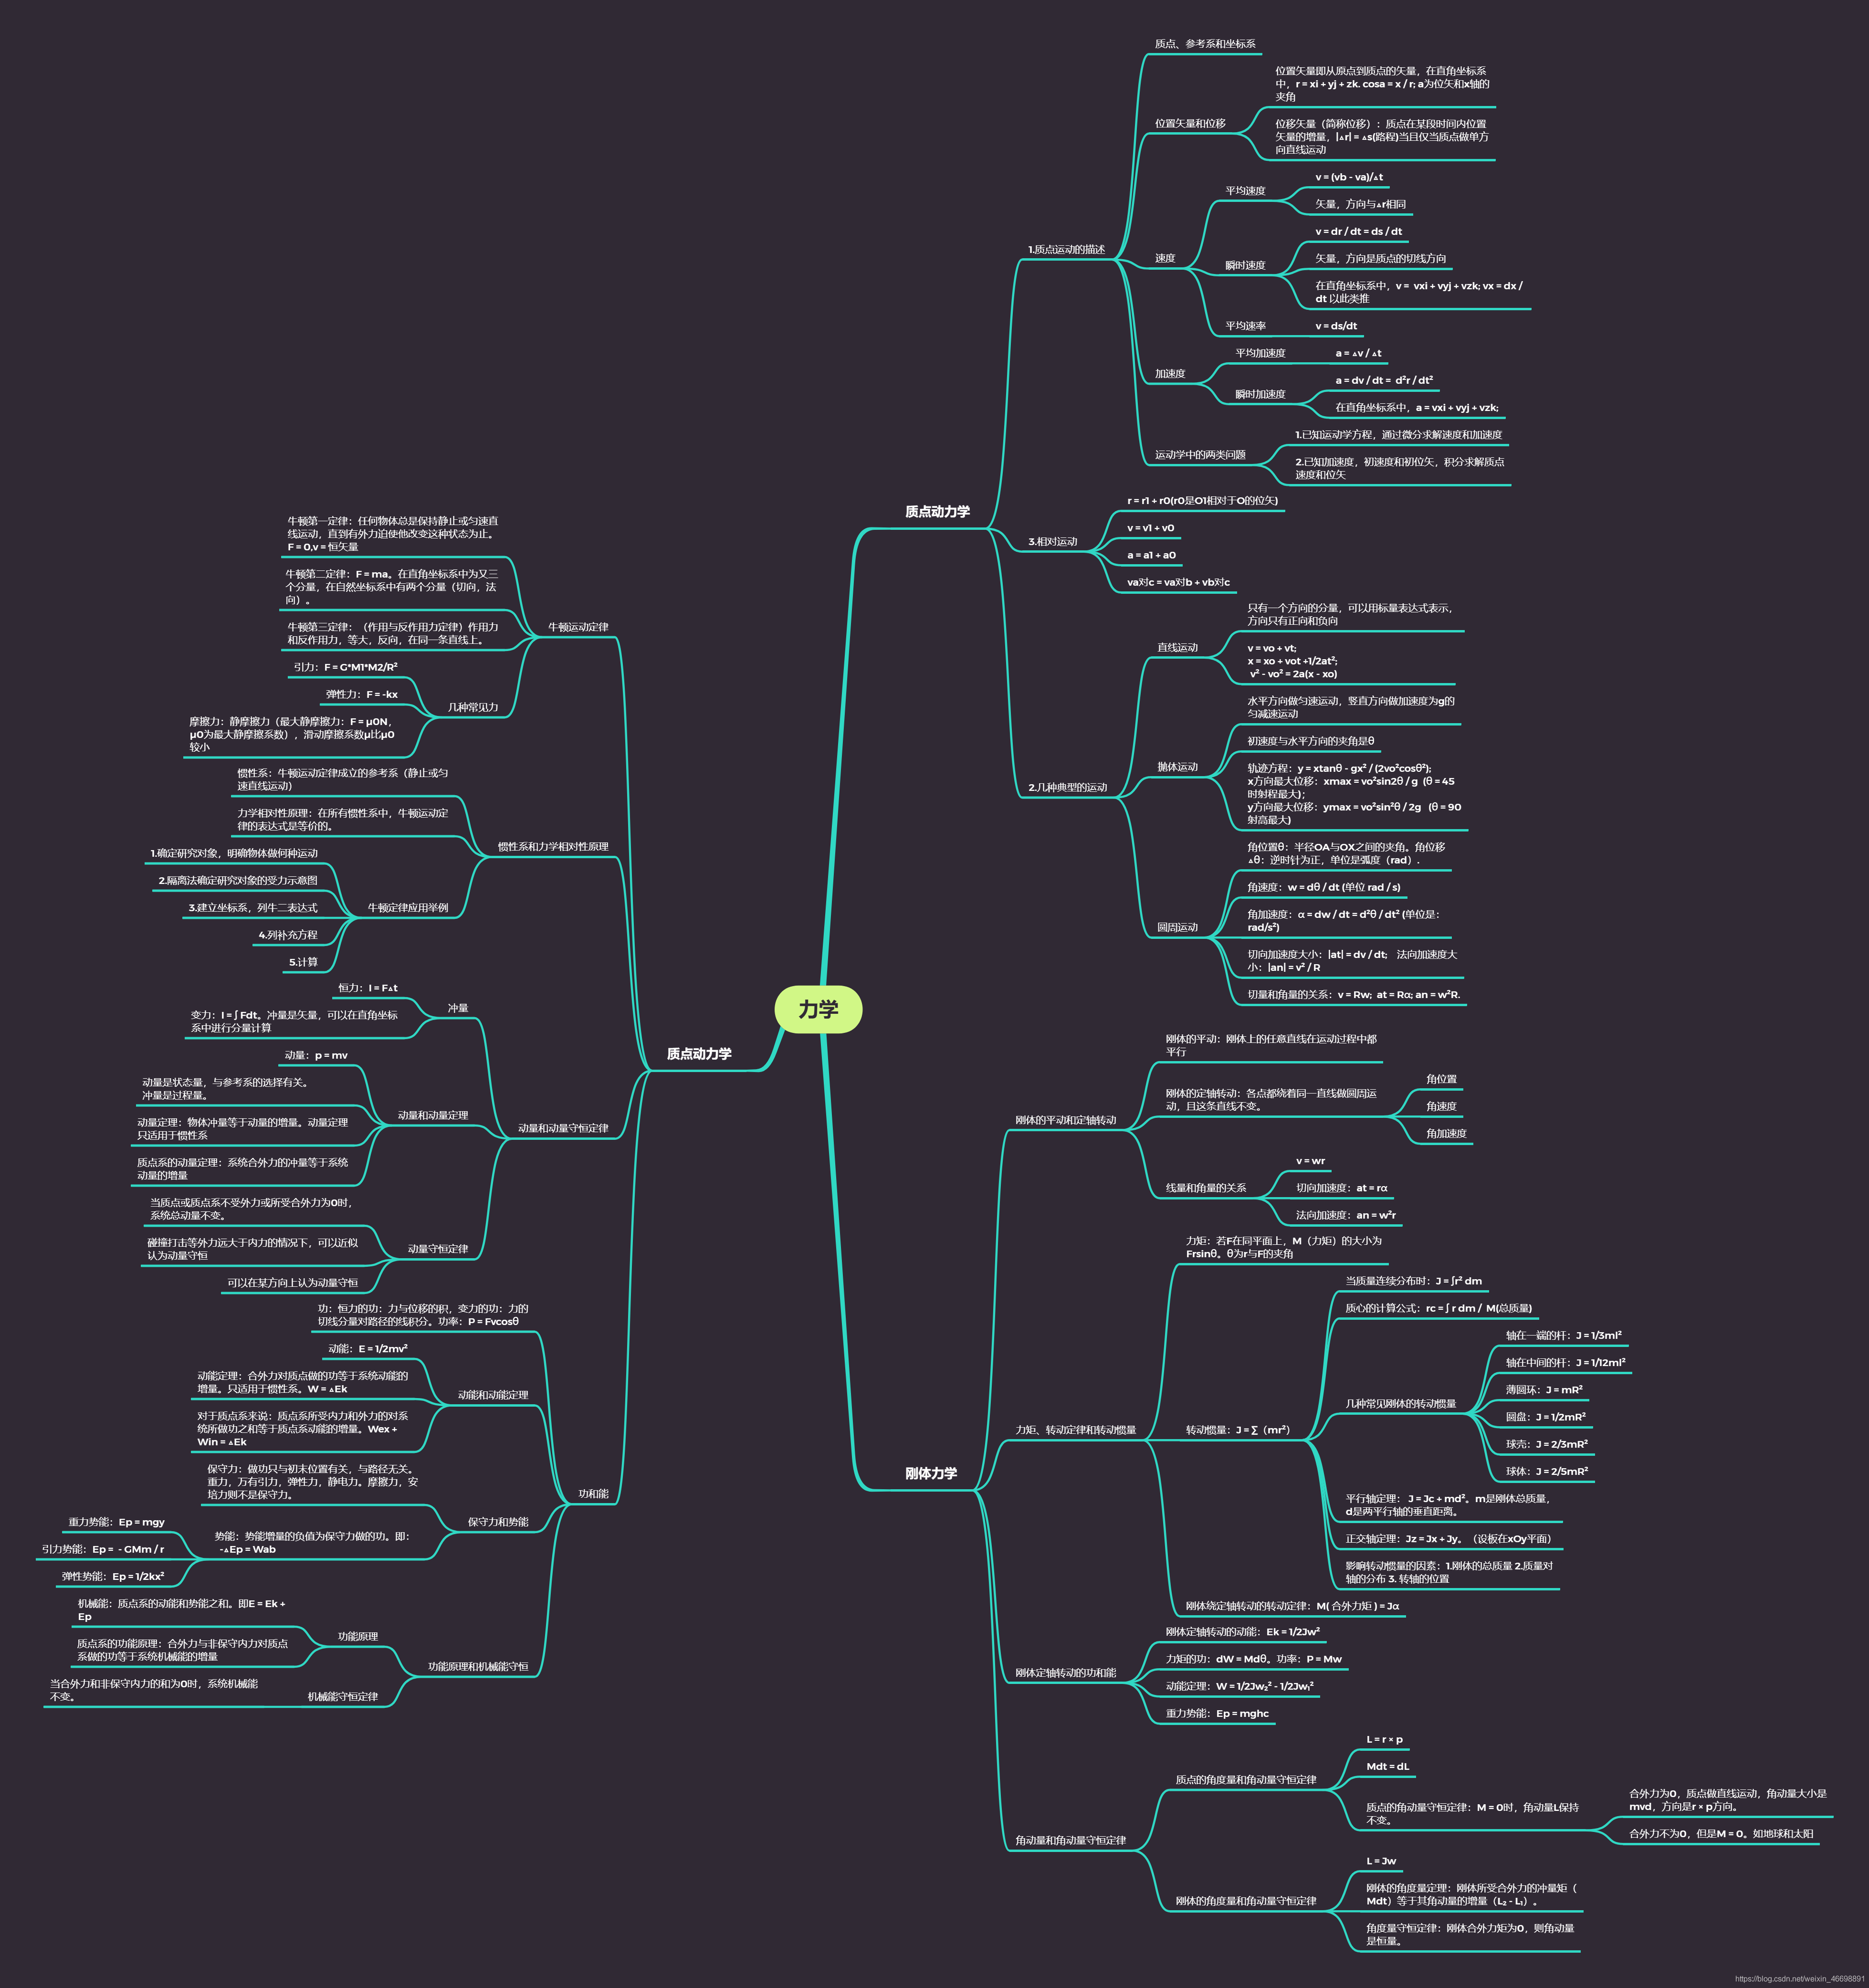 力学
质点动力学
1.质点运动的描述
质点、参考系和坐标系
位置矢量和位移
位置矢量即从原点到质点的矢量，在直角坐标系
中，r = xi + yj + zk. cosa = x / r; a为位矢和x轴的
夹角
位移矢量（简称位移）：质点在某段时间内位置
矢量的增量，|△r| = △s(路程)当且仅当质点做单方
向直线运动
速度
平均速度
v = (vb - va)/△t
矢量，方向与△r相同
瞬时速度
v = dr / dt = ds / dt
矢量，方向是质点的切线方向
在直角坐标系中，v = vxi + vyj + vzk; vx = dx /
dt 以此类推
平均速率
v = ds/dt
加速度
平均加速度
a = △v / △t
瞬时加速度
a = dv / dt = d²r / dt²
在直角坐标系中，a = vxi + vyj + vzk;
运动学中的两类问题
1.已知运动学方程，通过微分求解速度和加速度
2.已知加速度，初速度和初位矢，积分求解质点
速度和位矢
3.相对运动
r = r1 + r0(r0是O1相对于O的位矢)
v = v1 + v0
a = a1 + a0
va对c = va对b + vb对c
2.几种典型的运动
直线运动
只有一个方向的分量，可以用标量表达式表示，
方向只有正向和负向
v = vo + vt;
x = xo + vot +1/2at²;
v² - vo² = 2a(x - xo)
抛体运动
水平方向做匀速运动，竖直方向做加速度为g的
匀减速运动
初速度与水平方向的夹角是θ
轨迹方程：y = xtanθ - gx² / (2vo²cosθ²);
x方向最大位移：xmax = vo²sin2θ / g（θ = 45
时射程最大)；
y方向最大位移：ymax = vo²sin²θ / 2g （θ = 90
射高最大)
圆周运动
角位置θ：半径OA与OX之间的夹角。角位移
△θ：逆时针为正，单位是弧度（rad）.
角速度：w = dθ / dt (单位 rad / s)
角加速度：α = dw / dt = d²θ / dt² (单位是：
rad/s²)
切向加速度大小：|at| = dv / dt; 法向加速度大
小：|an| = v² / R
切量和角量的关系：v = Rw; at = Rα; an = w²R.
刚体力学
刚体的平动和定轴转动
刚体的平动：刚体上的任意直线在运动过程中都
平行
刚体的定轴转动：各点都绕着同一直线做圆周运
动，且这条直线不变。
角位置
角速度
角加速度
线量和角量的关系
v = wr
切向加速度：at = rα
法向加速度：an = w²r
力矩、转动定律和转动惯量
力矩：若F在同平面上，M（力矩）的大小为
Frsinθ。θ为r与F的夹角
转动惯量：J = ∑（mr²）
当质量连续分布时：J = ∫r² dm
质心的计算公式：rc = ∫ r dm / M(总质量)
几种常见刚体的转动惯量
轴在一端的杆：J = 1/3ml²
轴在中间的杆：J = 1/12ml²
薄圆环：J = mR²
圆盘：J = 1/2mR²
球壳：J = 2/3mR²
球体：J = 2/5mR²
平行轴定理： J = Jc + md²。m是刚体总质量，
d是两平行轴的垂直距离。
正交轴定理：Jz = Jx + Jy。（设板在xOy平面）
影响转动惯量的因素：1.刚体的总质量 2.质量对
轴的分布 3. 转轴的位置
刚体绕定轴转动的转动定律：M( 合外力矩 ) = Jα
刚体定轴转动的功和能
刚体定轴转动的动能：Ek = 1/2Jw²
力矩的功：dW = Mdθ。功率：P = Mw
动能定理：W = 1/2Jw₂² - 1/2Jw₁²
重力势能：Ep = mghc
角动量和角动量守恒定律
质点的角度量和角动量守恒定律
L = r × p
Mdt = dL
质点的角动量守恒定律：M = 0时，角动量L保持
不变。
合外力为0，质点做直线运动，角动量大小是
mvd，方向是r × p方向。
合外力不为0，但是M = 0。如地球和太阳
刚体的角度量和角动量守恒定律
L = Jw
刚体的角度量定理：刚体所受合外力的冲量矩（
Mdt）等于其角动量的增量（L₂ - L₁）。
角度量守恒定律：刚体合外力矩为0，则角动量
是恒量。
质点动力学
牛顿运动定律
牛顿第一定律：任何物体总是保持静止或匀速直
线运动，直到有外力迫使他改变这种状态为止。
F = 0,v = 恒矢量
牛顿第二定律：F = ma。在直角坐标系中为又三
个分量，在自然坐标系中有两个分量（切向，法
向）。
牛顿第三定律：（作用与反作用力定律）作用力
和反作用力，等大，反向，在同一条直线上。
几种常见力
引力：F = G*M1*M2/R²
弹性力：F = -kx
摩擦力：静摩擦力（最大静摩擦力：F = μ0N，
μ0为最大静摩擦系数），滑动摩擦系数μ比μ0
较小
惯性系和力学相对性原理
惯性系：牛顿运动定律成立的参考系（静止或匀
速直线运动）
力学相对性原理：在所有惯性系中，牛顿运动定
律的表达式是等价的。
牛顿定律应用举例
1.确定研究对象，明确物体做何种运动
2.隔离法确定研究对象的受力示意图
3.建立坐标系，列牛二表达式
4.列补充方程
5.计算
动量和动量守恒定律
冲量
恒力：I = F△t
变力：I = ∫ Fdt。冲量是矢量，可以在直角坐标
系中进行分量计算
动量和动量定理
动量：p = mv
动量是状态量，与参考系的选择有关。
冲量是过程量。
动量定理：物体冲量等于动量的增量。动量定理
只适用于惯性系
质点系的动量定理：系统合外力的冲量等于系统
动量的增量
动量守恒定律
当质点或质点系不受外力或所受合外力为0时，
系统总动量不变。
碰撞打击等外力远大于内力的情况下，可以近似
认为动量守恒
可以在某方向上认为动量守恒
功和能
功：恒力的功：力与位移的积，变力的功：力的
切线分量对路径的线积分。功率：P = Fvcosθ
动能和动能定理
动能：E = 1/2mv²
动能定理：合外力对质点做的功等于系统动能的
增量。只适用于惯性系。W = △Ek
对于质点系来说：质点系所受内力和外力的对系
统所做功之和等于质点系动能的增量。Wex +
Win = △Ek
保守力和势能
保守力：做功只与初末位置有关，与路径无关。
重力，万有引力，弹性力，静电力。摩擦力，安
培力则不是保守力。
势能：势能增量的负值为保守力做的功。即：
-△Ep = Wab
重力势能：Ep = mgy
引力势能：Ep = - GMm / r
弹性势能：Ep = 1/2kx²
功能原理和机械能守恒
功能原理
机械能：质点系的动能和势能之和。即E = Ek +
Ep
质点系的功能原理：合外力与非保守内力对质点
系做的功等于系统机械能的增量
机械能守恒定律
当合外力和非保守内力的和为0时，系统机械能
不变。
https://blog.csdn.net/weixin_46698891